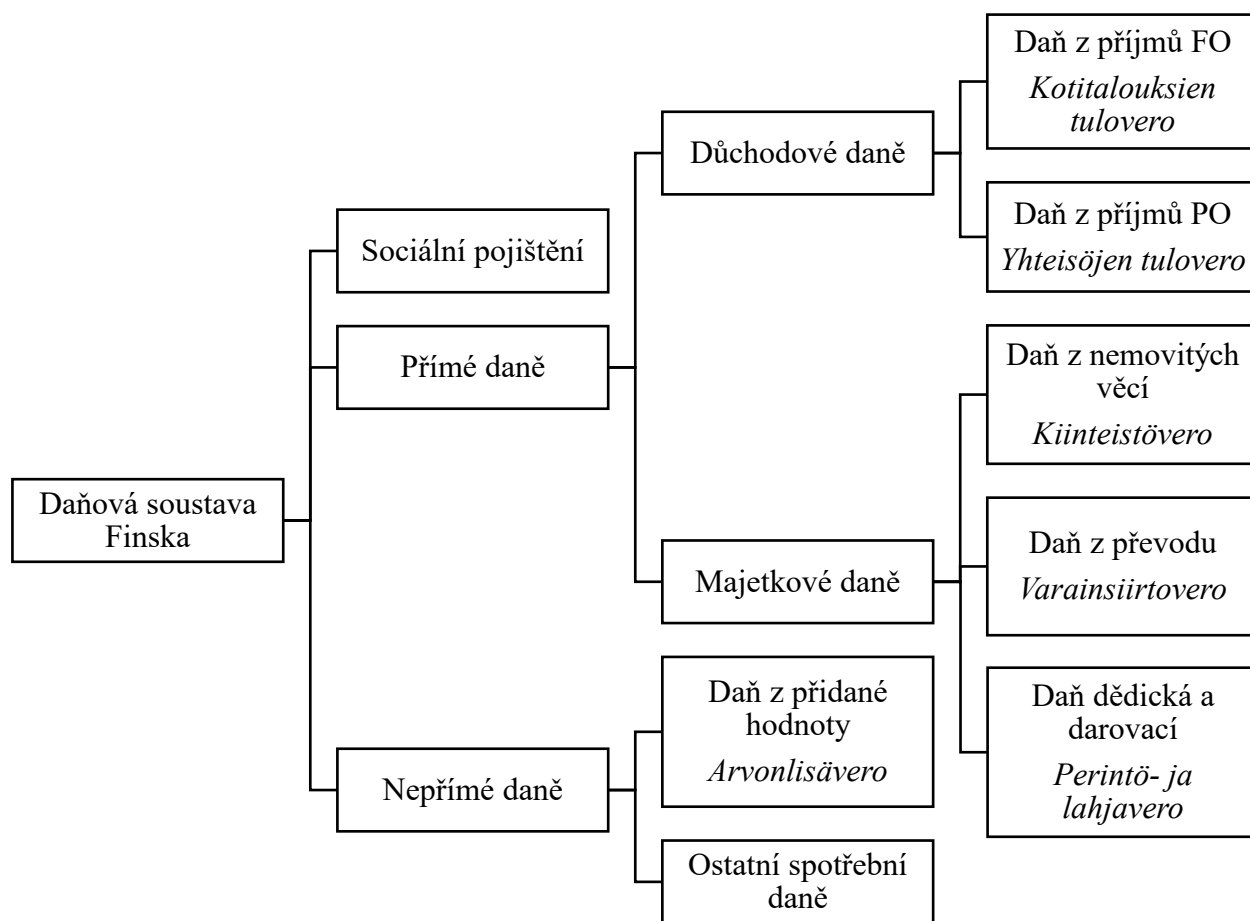 Daňová soustava
Finska
Sociální pojištění
Přímé daně
Důchodové daně
Daň z příjmů FO
Kotitalouksien
tulovero
Daň z příjmů PO
Yhteisöjen tulovero
Majetkové daně
Daň z nemovitých
věcí
Kiinteistövero
Daň z převodu
Varainsiirtovero
Daň dědická a
darovací
Perintö- ja
lahjavero
Nepřímé daně
Daň z přidané
hodnoty
Arvonlisävero
Ostatní spotřební
daně